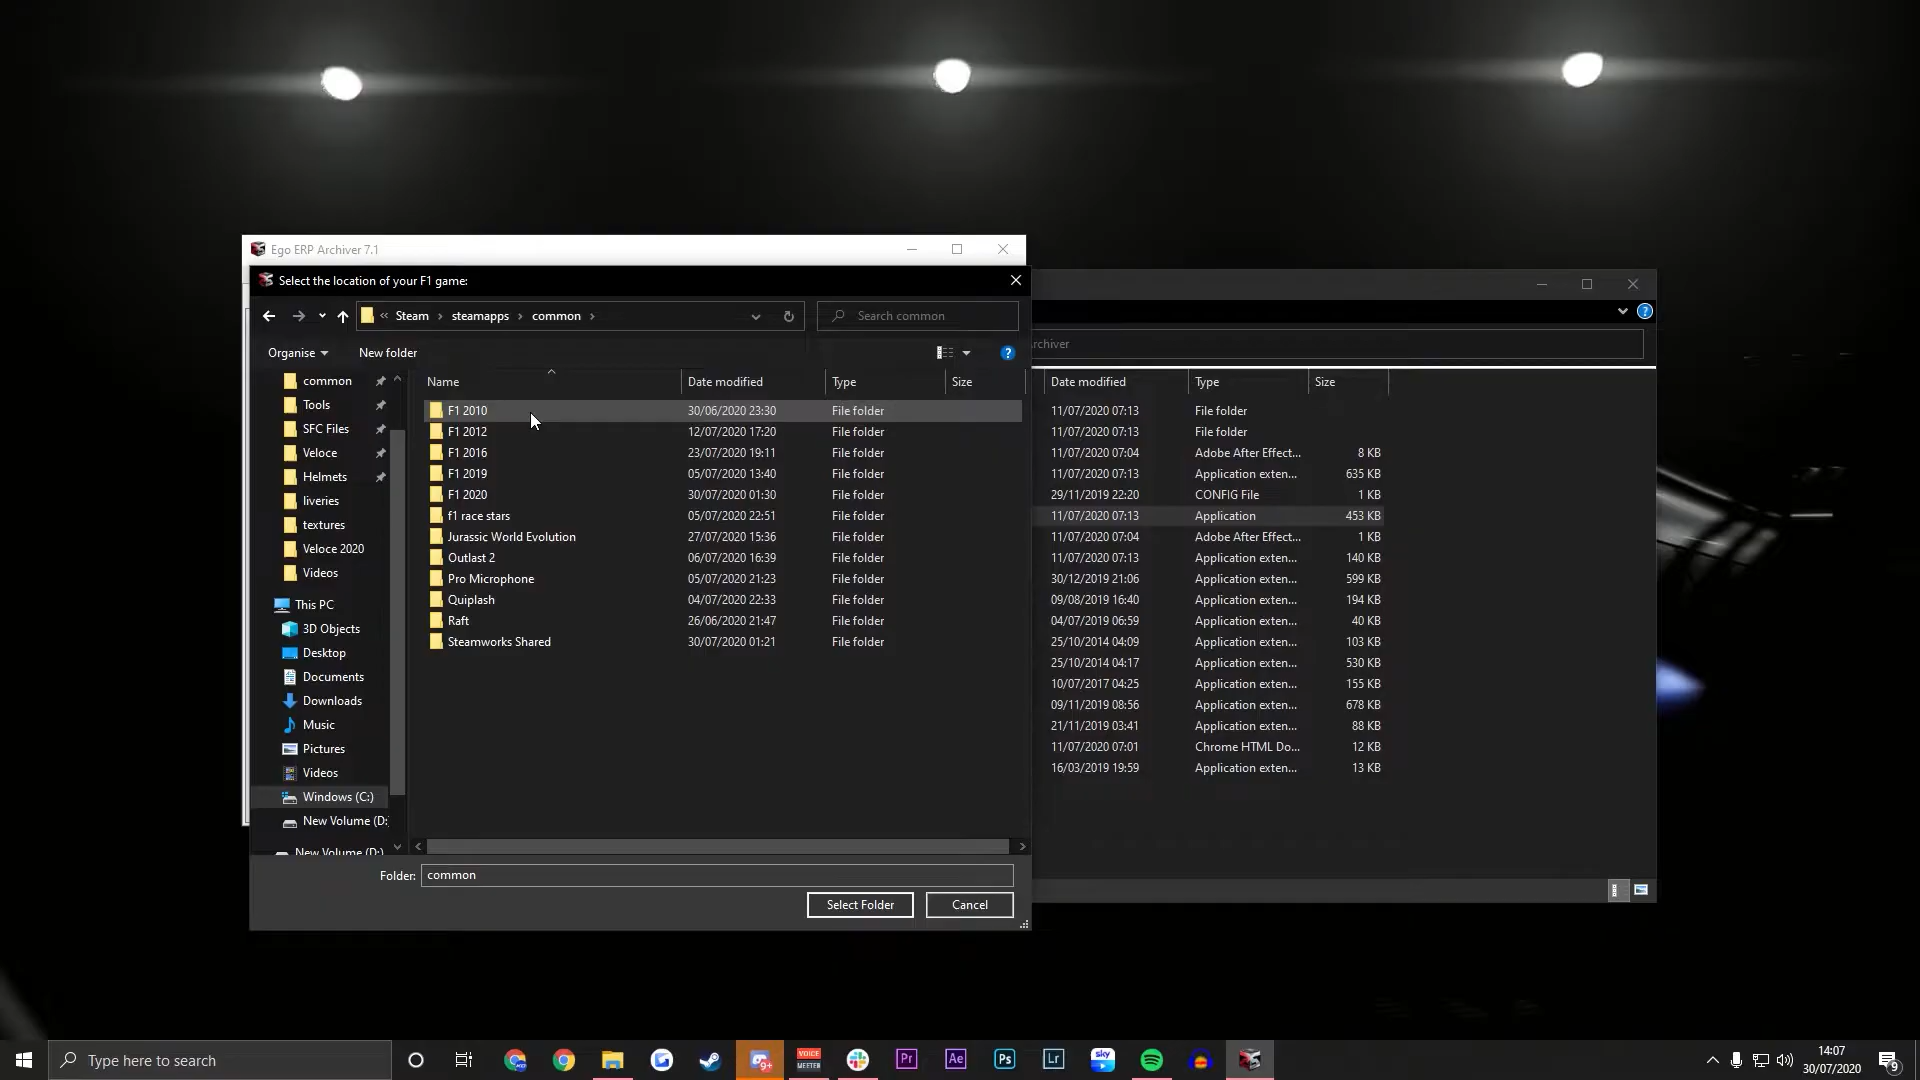 Ego ERP Archiver 7.1
Select the location of your F1 game:
« Steam › steamapps › common ›
Search common
rchiver
Organise
New folder
Name
Date modified
Type
Size
Date modified
Type
Size
common
Tools
SFC Files
Veloce
Helmets
liveries
textures
Veloce 2020
Videos
This PC
3D Objects
Desktop
Documents
Downloads
Music
Pictures
Videos
Windows (C:)
New Volume (D:
New Volume (D:)
F1 2010 30/06/2020 23:30 File folder
F1 2012 12/07/2020 17:20 File folder
F1 2016 23/07/2020 19:11 File folder
F1 2019 05/07/2020 13:40 File folder
F1 2020 30/07/2020 01:30 File folder
f1 race stars 05/07/2020 22:51 File folder
Jurassic World Evolution 27/07/2020 15:36 File folder
Outlast 2 06/07/2020 16:39 File folder
Pro Microphone 05/07/2020 21:23 File folder
Quiplash 04/07/2020 22:33 File folder
Raft 26/06/2020 21:47 File folder
Steamworks Shared 30/07/2020 01:21 File folder
11/07/2020 07:13 File folder
11/07/2020 07:13 File folder
11/07/2020 07:04 Adobe After Effect... 8 KB
11/07/2020 07:13 Application exten... 635 KB
29/11/2019 22:20 CONFIG File 1 KB
11/07/2020 07:13 Application 453 KB
11/07/2020 07:04 Adobe After Effect... 1 KB
11/07/2020 07:13 Application exten... 140 KB
30/12/2019 21:06 Application exten... 599 KB
09/08/2019 16:40 Application exten... 194 KB
04/07/2019 06:59 Application exten... 40 KB
25/10/2014 04:09 Application exten... 103 KB
25/10/2014 04:17 Application exten... 530 KB
10/07/2017 04:25 Application exten... 155 KB
09/11/2019 08:56 Application exten... 678 KB
21/11/2019 03:41 Application exten... 88 KB
11/07/2020 07:01 Chrome HTML Do... 12 KB
16/03/2019 19:59 Application exten... 13 KB
Folder: common
Select Folder
Cancel
Type here to search
9+
VOICE
MEETER
Pr
Ae
Ps
Lr
sky
14:07
30/07/2020
9